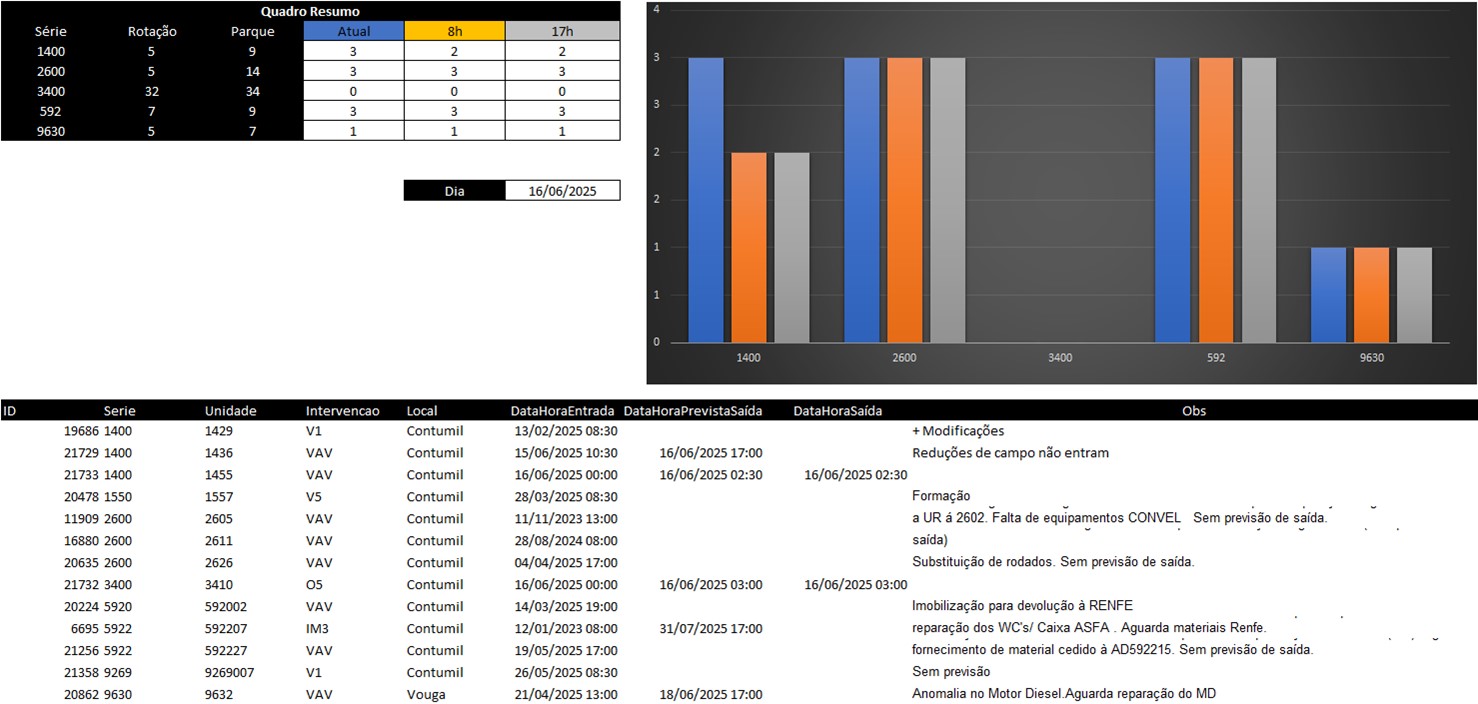 Quadro Resumo
Série Rotação Parque Atual 8h 17h
1400 5 9 3 2 2
2600 5 14 3 3 3
3400 32 34 0 0 0
592 7 9 3 3 3
9630 5 7 1 1 1
Dia 16/06/2025
4
3
3
2
2
1
1
0
1400 2600 3400 592 9630
ID Serie Unidade Intervencao Local DataHoraEntrada DataHoraPrevistaSaída DataHoraSaída Obs
19686 1400 1429 V1 Contumil 13/02/2025 08:30 + Modificações
21729 1400 1436 VAV Contumil 15/06/2025 10:30 16/06/2025 17:00 Reduções de campo não entram
21733 1400 1455 VAV Contumil 16/06/2025 00:00 16/06/2025 02:30 16/06/2025 02:30
20478 1550 1557 V5 Contumil 28/03/2025 08:30 Formação
11909 2600 2605 VAV Contumil 11/11/2023 13:00 a UR á 2602. Falta de equipamentos CONVEL Sem previsão de saída.
16880 2600 2611 VAV Contumil 28/08/2024 08:00 saída)
20635 2600 2626 VAV Contumil 04/04/2025 17:00 Substituição de rodados. Sem previsão de saída.
21732 3400 3410 O5 Contumil 16/06/2025 00:00 16/06/2025 03:00 16/06/2025 03:00
20224 5920 592002 VAV Contumil 14/03/2025 19:00 Imobilização para devolução à RENFE
6695 5922 592207 IM3 Contumil 12/01/2023 08:00 31/07/2025 17:00 reparação dos WC's/ Caixa ASFA . Aguarda materiais Renfe.
21256 5922 592227 VAV Contumil 19/05/2025 17:00 fornecimento de material cedido à AD592215. Sem previsão de saída.
21358 9269 9269007 V1 Contumil 26/05/2025 08:30 Sem previsão
20862 9630 9632 VAV Vouga 21/04/2025 13:00 18/06/2025 17:00 Anomalia no Motor Diesel.Aguarda reparação do MD